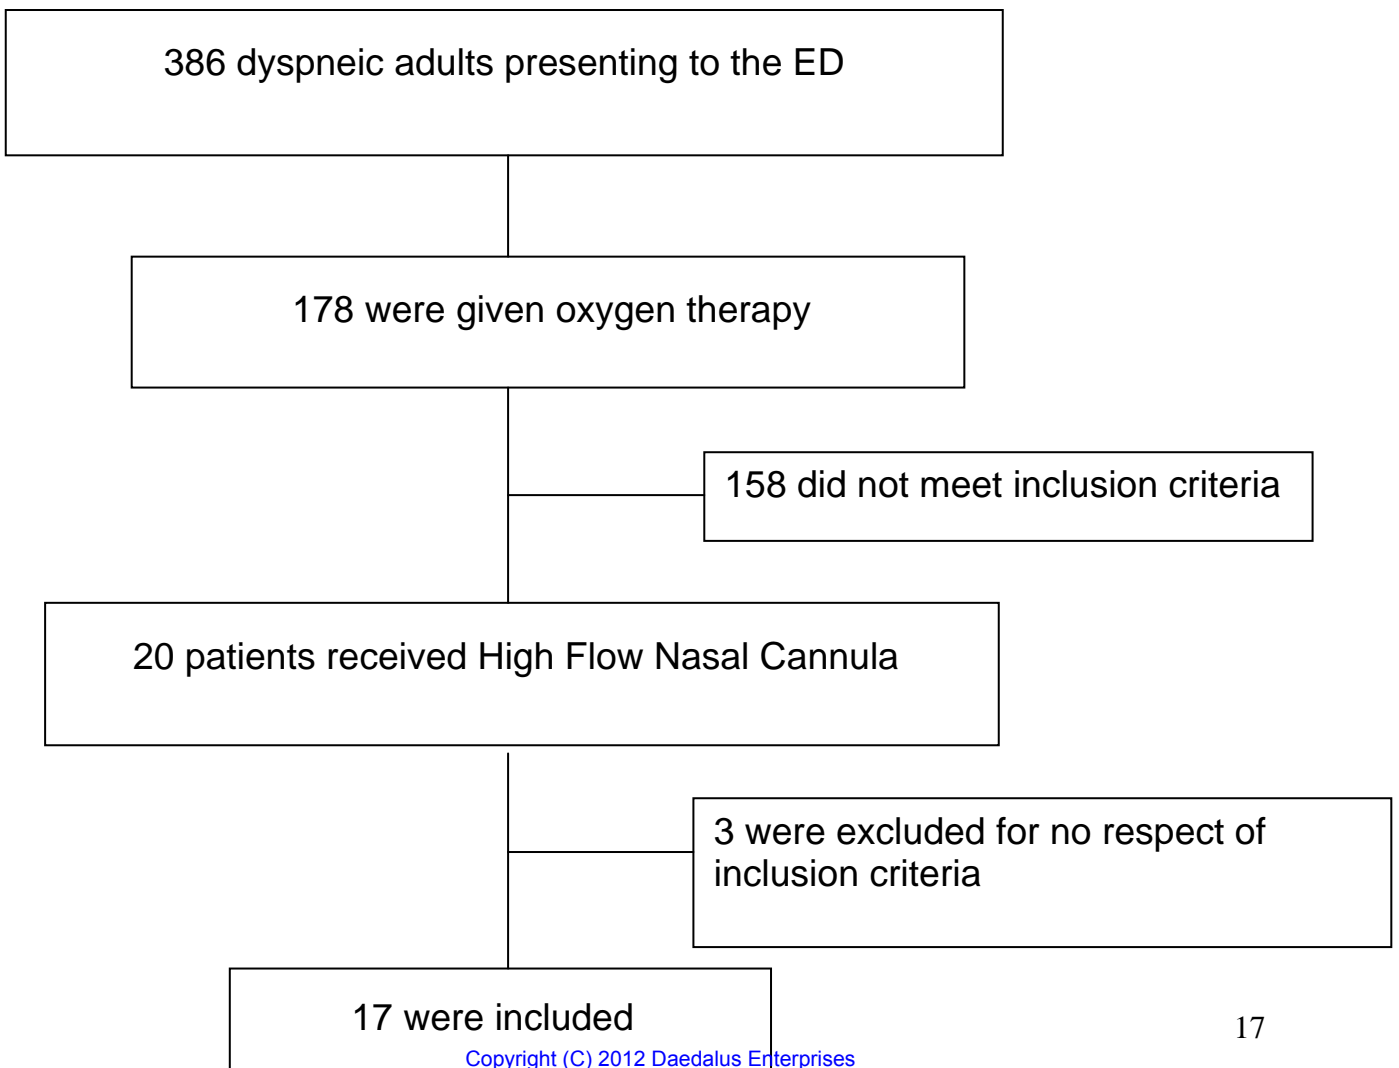 386 dyspneic adults presenting to the ED
178 were given oxygen therapy
158 did not meet inclusion criteria
20 patients received High Flow Nasal Cannula
3 were excluded for no respect of
inclusion criteria
17 were included
17
Copyright (C) 2012 Daedalus Enterprises